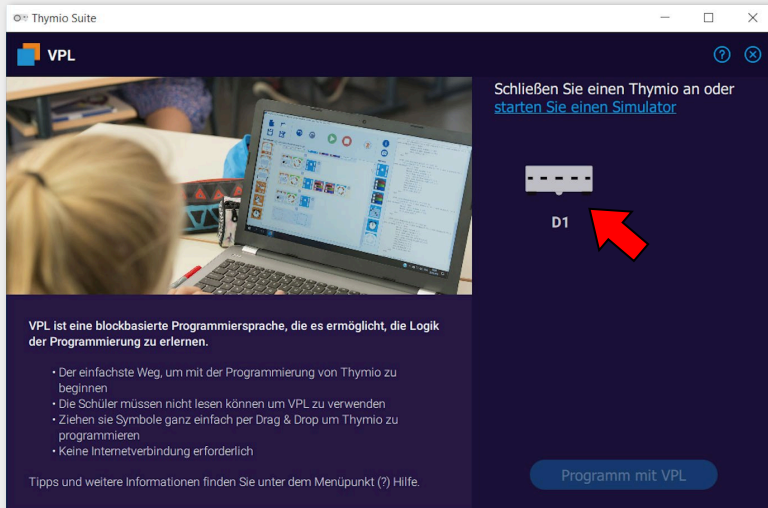 Thymio Suite
VPL
Schließen Sie einen Thymio an oder
starten Sie einen Simulator
D1
VPL ist eine blockbasierte Programmiersprache, die es ermöglicht, die Logik
der Programmierung zu erlernen.
• Der einfachste Weg, um mit der Programmierung von Thymio zu
beginnen
• Die Schüler müssen nicht lesen können um VPL zu verwenden
• Ziehen sie Symbole ganz einfach per Drag & Drop um Thymio zu
programmieren
• Keine Internetverbindung erforderlich
Tipps und weitere Informationen finden Sie unter dem Menüpunkt (?) Hilfe.
Programm mit VPL